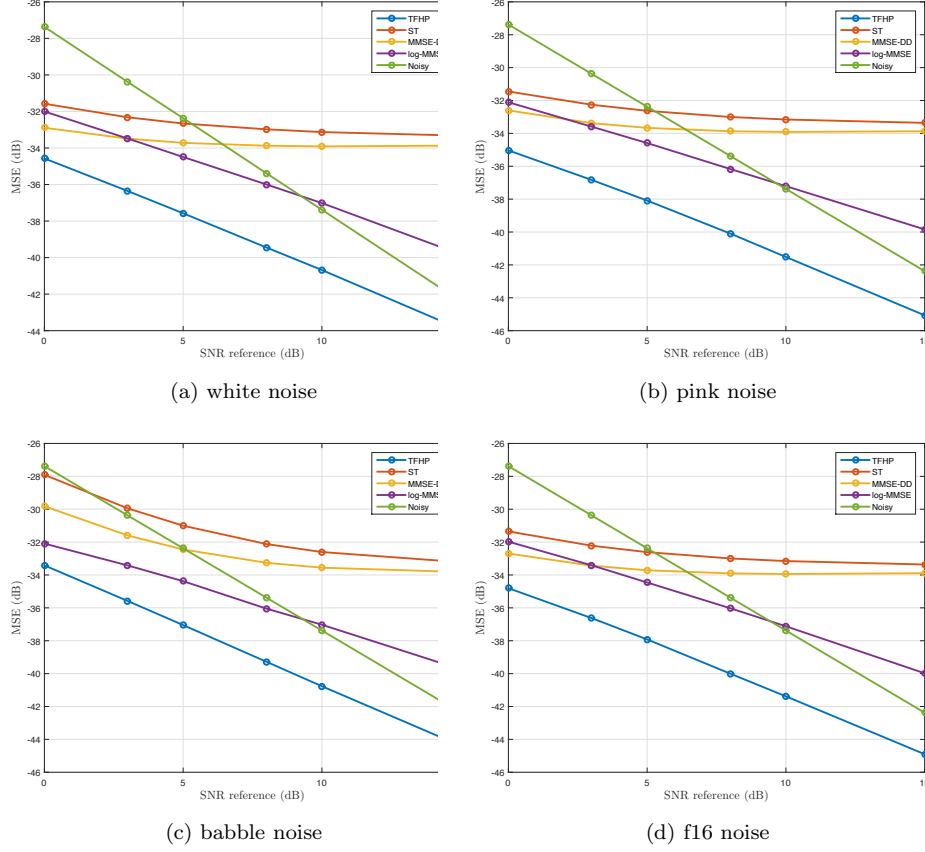 -26
-28
-30
-32
-34
-36
-38
-40
-42
-44
MSE (dB)
0
5
10
SNR reference (dB)
TFHP
ST
MMSE-D
log-MMS
Noisy
(a) white noise
-26
-28
-30
-32
-34
-36
-38
-40
-42
-44
-46
MSE (dB)
0
5
10
15
SNR reference (dB)
TFHP
ST
MMSE-DD
log-MMSE
Noisy
(b) pink noise
-26
-28
-30
-32
-34
-36
-38
-40
-42
-44
-46
MSE (dB)
0
5
10
SNR reference (dB)
TFHP
ST
MMSE-D
log-MMS
Noisy
(c) babble noise
-26
-28
-30
-32
-34
-36
-38
-40
-42
-44
-46
MSE (dB)
0
5
10
15
SNR reference (dB)
TFHP
ST
MMSE-DD
log-MMSE
Noisy
(d) f16 noise